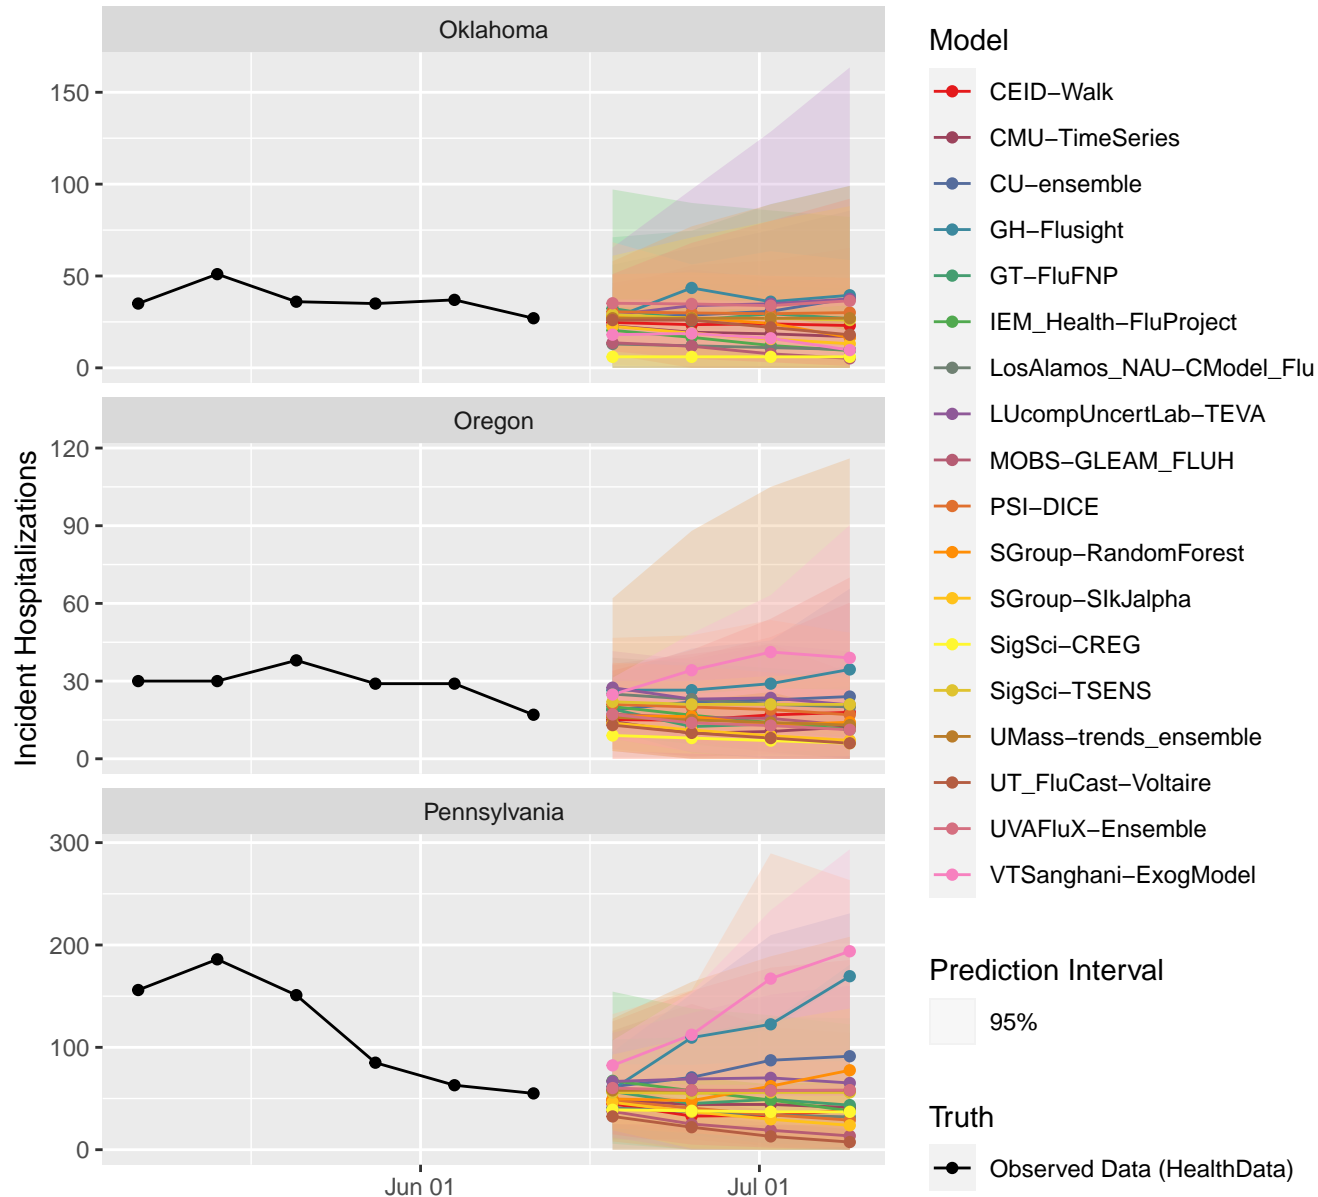 Oklahoma
150
100
50
0
Oregon
120
90
60
30
0
Pennsylvania
300
200
100
0
Jun 01
Jul 01
Incident Hospitalizations
Model
CEID−Walk
CMU−TimeSeries
CU−ensemble
GH−Flusight
GT−FluFNP
IEM_Health−FluProject
LosAlamos_NAU−CModel_Flu
LUcompUncertLab−TEVA
MOBS−GLEAM_FLUH
PSI−DICE
SGroup−RandomForest
SGroup−SIkJalpha
SigSci−CREG
SigSci−TSENS
UMass−trends_ensemble
UT_FluCast−Voltaire
UVAFluX−Ensemble
VTSanghani−ExogModel
Prediction Interval
95%
Truth
Observed Data (HealthData)